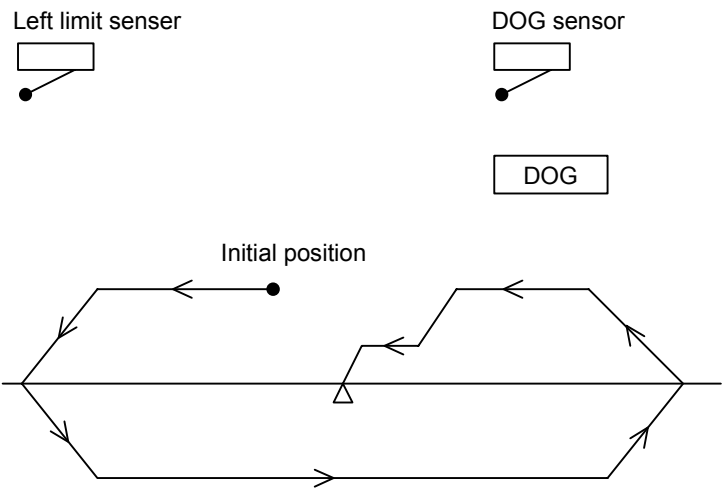 Left limit senser
DOG sensor
DOG
Initial position